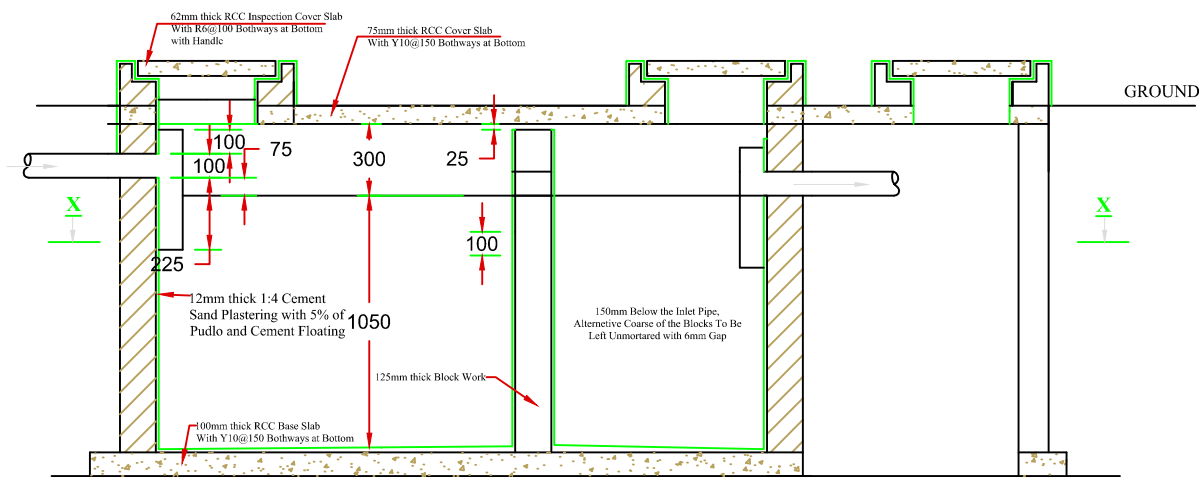 62mm thick RCC Inspection Cover Slab
With R6@100 Bothways at Bottom
with Handle
75mm thick RCC Cover Slab
With Y10@150 Bothways at Bottom
GROUND
100
75
100
300
25
X
X
100
225
12mm thick 1:4 Cement
Sand Plastering with 5% of
Pudlo and Cement Floating
1050
150mm Below the Inlet Pipe,
Alternetive Coarse of the Blocks To Be
Left Unmortared with 6mm Gap
125mm thick Block Work
100mm thick RCC Base Slab
With Y10@150 Bothways at Bottom